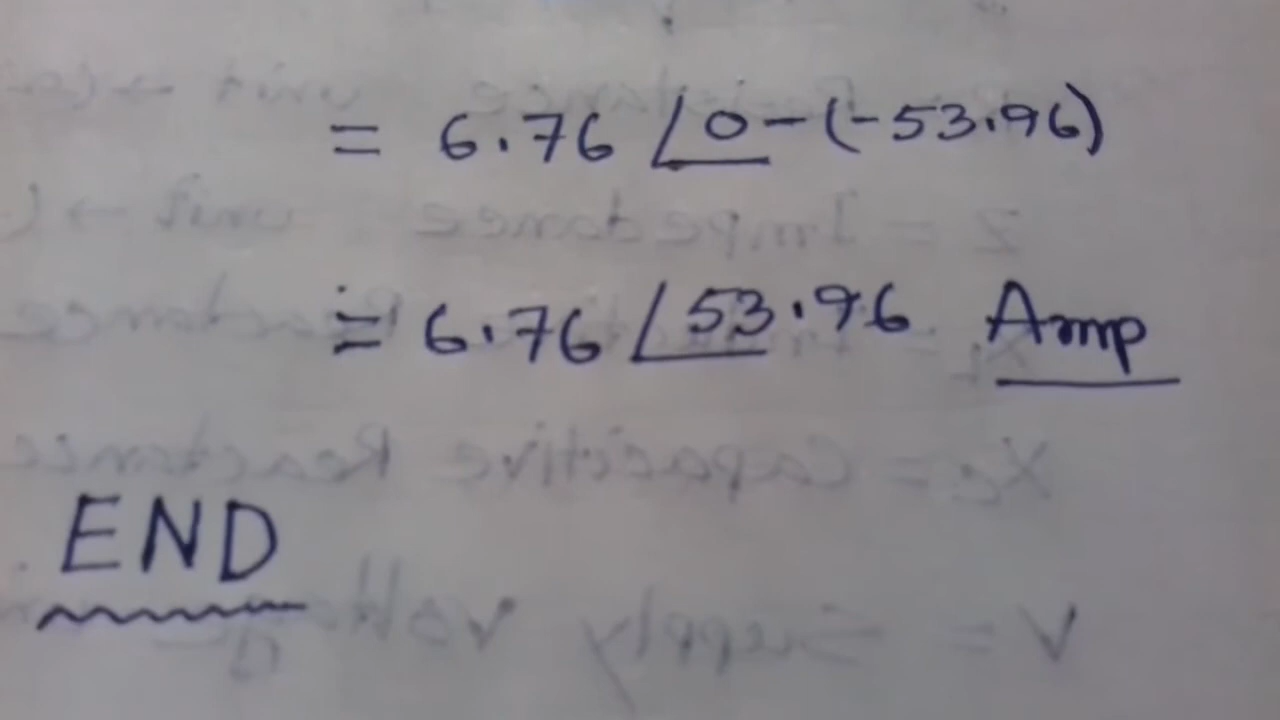 = 6.76 ∠0-(-53.96)
= 6.76 ∠53.96 Amp
END